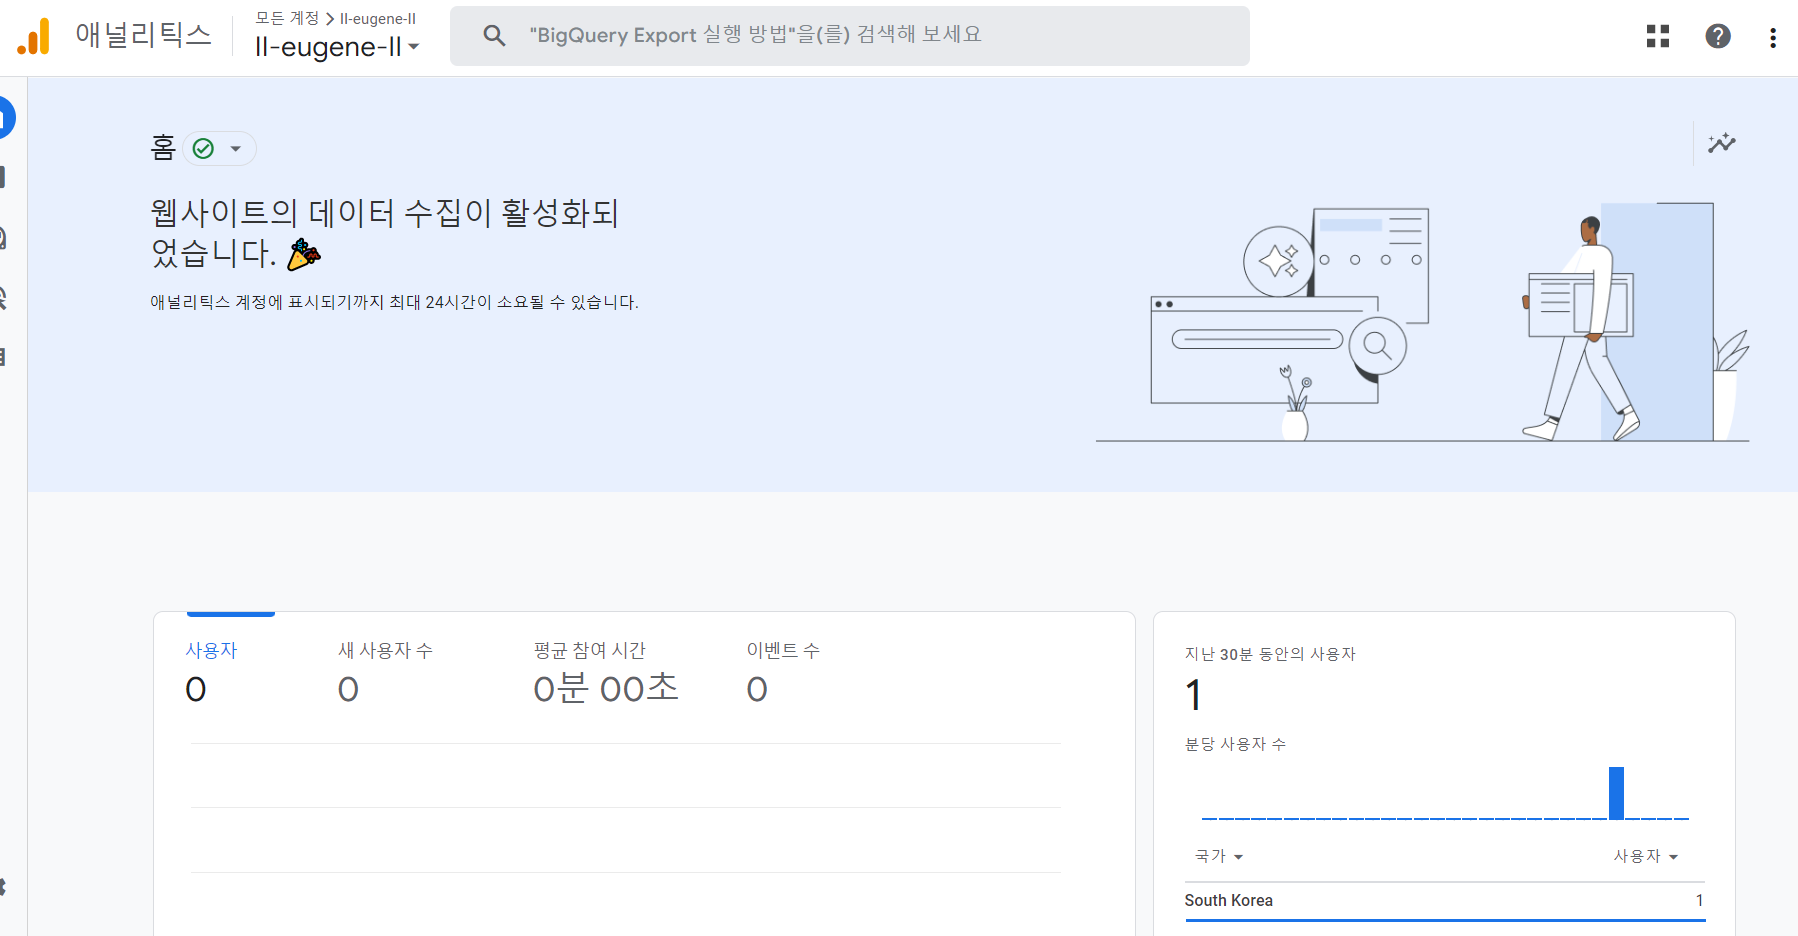 애널리틱스
모든 계정 > ll-eugene-ll
ll-eugene-ll
"BigQuery Export 실행 방법"을(를) 검색해 보세요
홈
웹사이트의 데이터 수집이 활성화되
었습니다.
애널리틱스 계정에 표시되기까지 최대 24시간이 소요될 수 있습니다.
사용자 새 사용자 수 평균 참여 시간 이벤트 수
0 0 0분 00초 0
지난 30분 동안의 사용자
1
분당 사용자 수
국가 사용자
South Korea 1